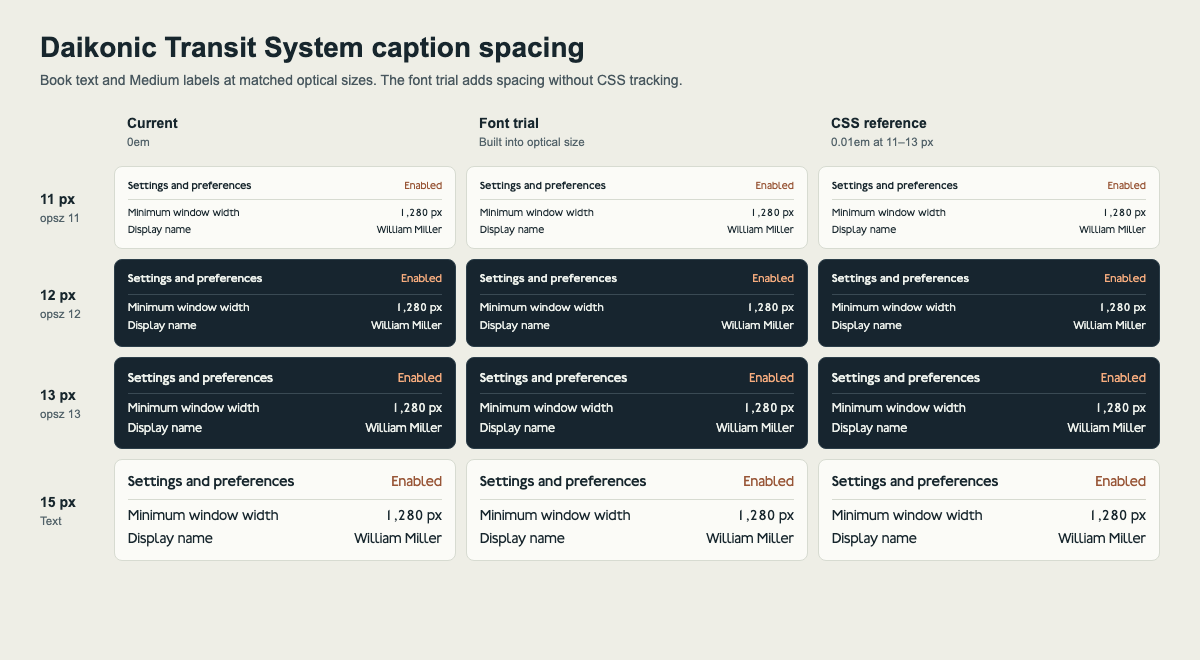 Daikonic Transit System caption spacing
Book text and Medium labels at matched optical sizes. The font trial adds spacing without CSS tracking.
Current
0em
Font trial
Built into optical size
CSS reference
0.01em at 11–13 px
11 px
opsz 11
Settings and preferences Enabled
Minimum window width 1,280 px
Display name William Miller
Settings and preferences Enabled
Minimum window width 1,280 px
Display name William Miller
Settings and preferences Enabled
Minimum window width 1,280 px
Display name William Miller
12 px
opsz 12
Settings and preferences Enabled
Minimum window width 1,280 px
Display name William Miller
Settings and preferences Enabled
Minimum window width 1,280 px
Display name William Miller
Settings and preferences Enabled
Minimum window width 1,280 px
Display name William Miller
13 px
opsz 13
Settings and preferences Enabled
Minimum window width 1,280 px
Display name William Miller
Settings and preferences Enabled
Minimum window width 1,280 px
Display name William Miller
Settings and preferences Enabled
Minimum window width 1,280 px
Display name William Miller
15 px
Text
Settings and preferences Enabled
Minimum window width 1,280 px
Display name William Miller
Settings and preferences Enabled
Minimum window width 1,280 px
Display name William Miller
Settings and preferences Enabled
Minimum window width 1,280 px
Display name William Miller